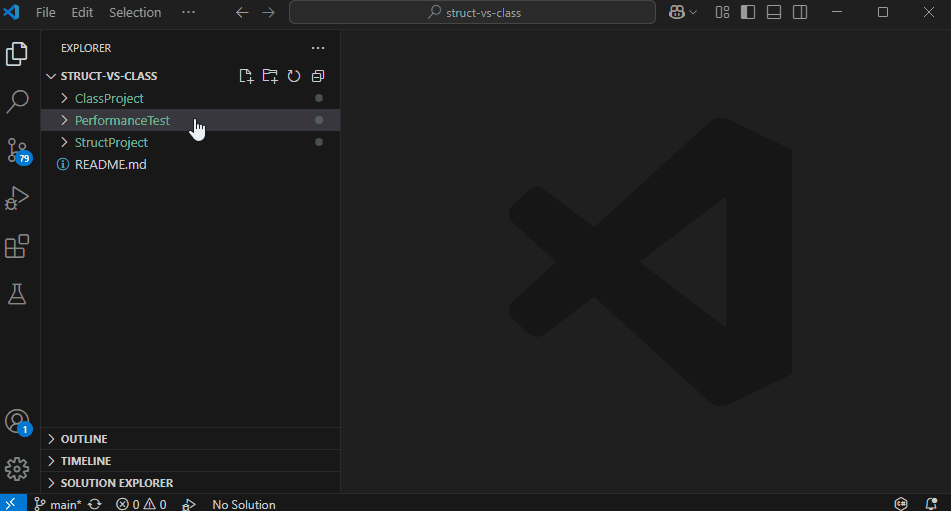 File Edit Selection ··· struct-vs-class
EXPLORER ···
STRUCT-VS-CLASS
ClassProject
PerformanceTest
StructProject
README.md
79
1
OUTLINE
TIMELINE
SOLUTION EXPLORER
main* 0 0 No Solution